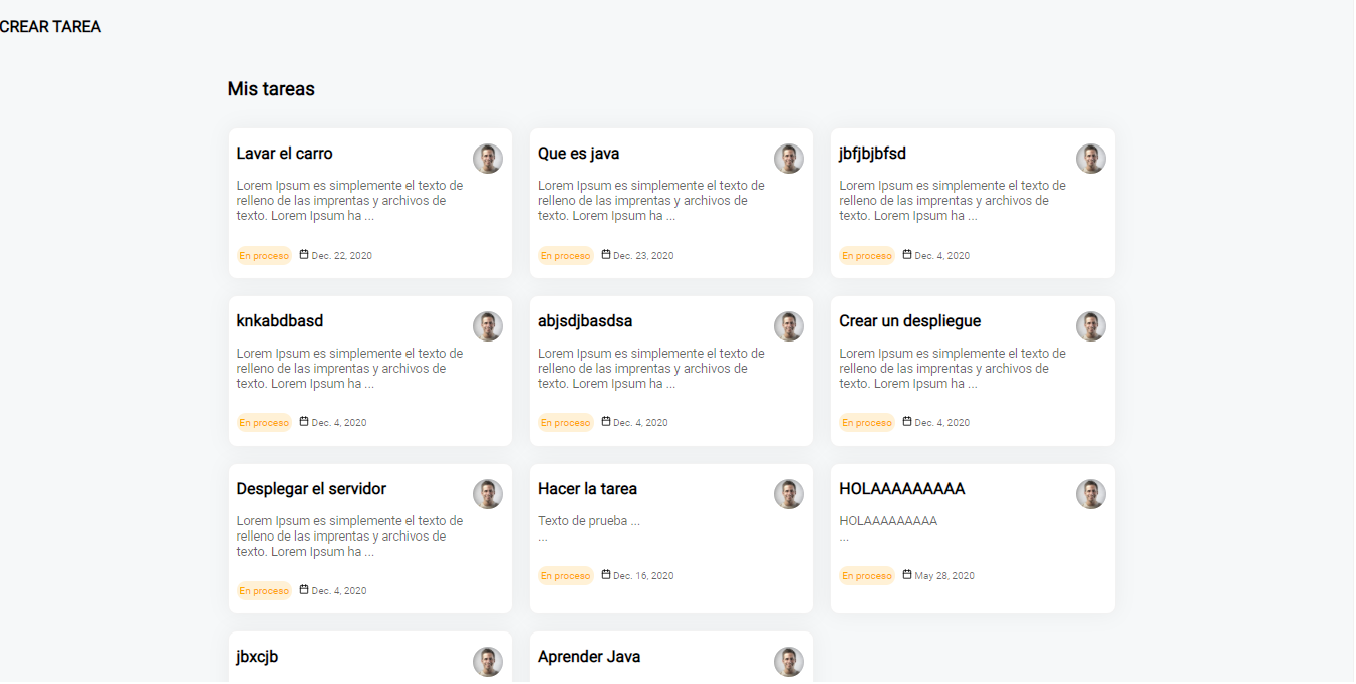 CREAR TAREA
Mis tareas
Lavar el carro
Lorem Ipsum es simplemente el texto de
relleno de las imprentas y archivos de
texto. Lorem Ipsum ha ...
En proceso Dec. 22, 2020
Que es java
Lorem Ipsum es simplemente el texto de
relleno de las imprentas y archivos de
texto. Lorem Ipsum ha ...
En proceso Dec. 23, 2020
jbfjbjbfsd
Lorem Ipsum es simplemente el texto de
relleno de las imprentas y archivos de
texto. Lorem Ipsum ha ...
En proceso Dec. 4, 2020
knkabdbasd
Lorem Ipsum es simplemente el texto de
relleno de las imprentas y archivos de
texto. Lorem Ipsum ha ...
En proceso Dec. 4, 2020
abjsdjbasdsa
Lorem Ipsum es simplemente el texto de
relleno de las imprentas y archivos de
texto. Lorem Ipsum ha ...
En proceso Dec. 4, 2020
Crear un despliegue
Lorem Ipsum es simplemente el texto de
relleno de las imprentas y archivos de
texto. Lorem Ipsum ha ...
En proceso Dec. 4, 2020
Desplegar el servidor
Lorem Ipsum es simplemente el texto de
relleno de las imprentas y archivos de
texto. Lorem Ipsum ha ...
En proceso Dec. 4, 2020
Hacer la tarea
Texto de prueba ...
...
En proceso Dec. 16, 2020
HOLAAAAAAAAA
HOLAAAAAAAAA
...
En proceso May 28, 2020
jbxcjb
Aprender Java